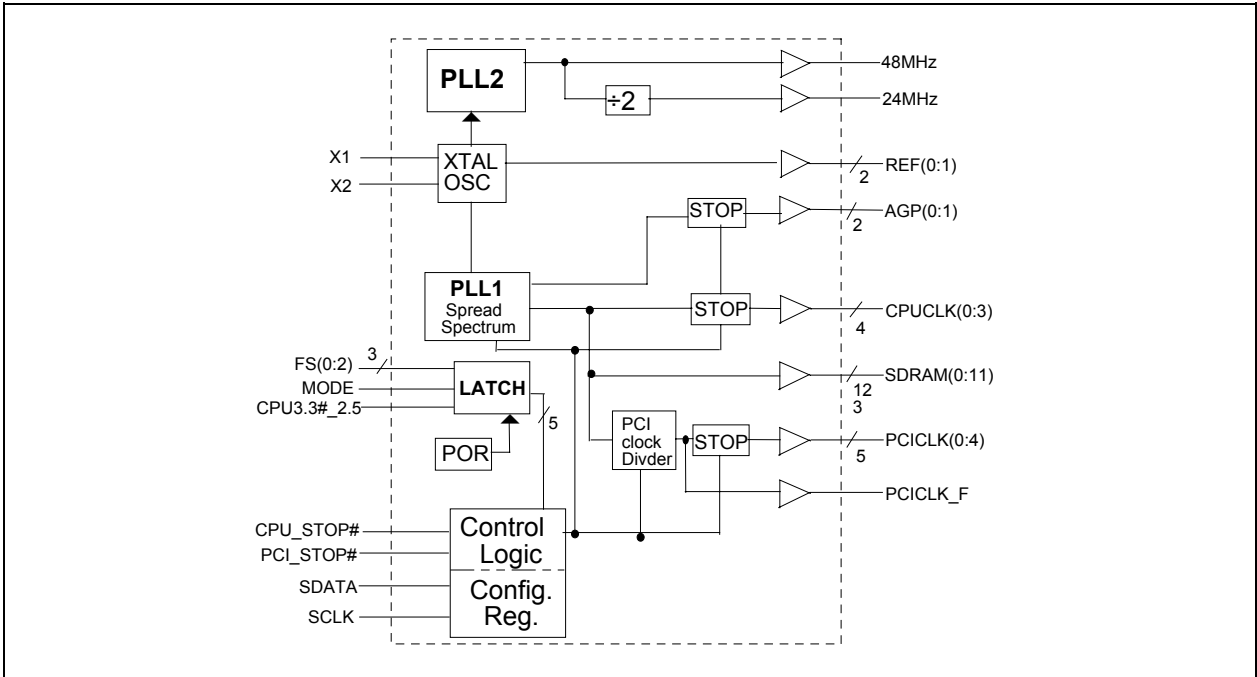 PLL2
48MHz
÷2
24MHz
X1
X2
XTAL
OSC
REF(0:1)
2
STOP
AGP(0:1)
2
PLL1
Spread
Spectrum
STOP
CPUCLK(0:3)
4
FS(0:2)
3
MODE
CPU3.3#_2.5
LATCH
5
SDRAM(0:11)
12
3
POR
PCI
clock
Divder
STOP
PCICLK(0:4)
5
PCICLK_F
CPU_STOP#
PCI_STOP#
SDATA
SCLK
Control
Logic
Config.
Reg.